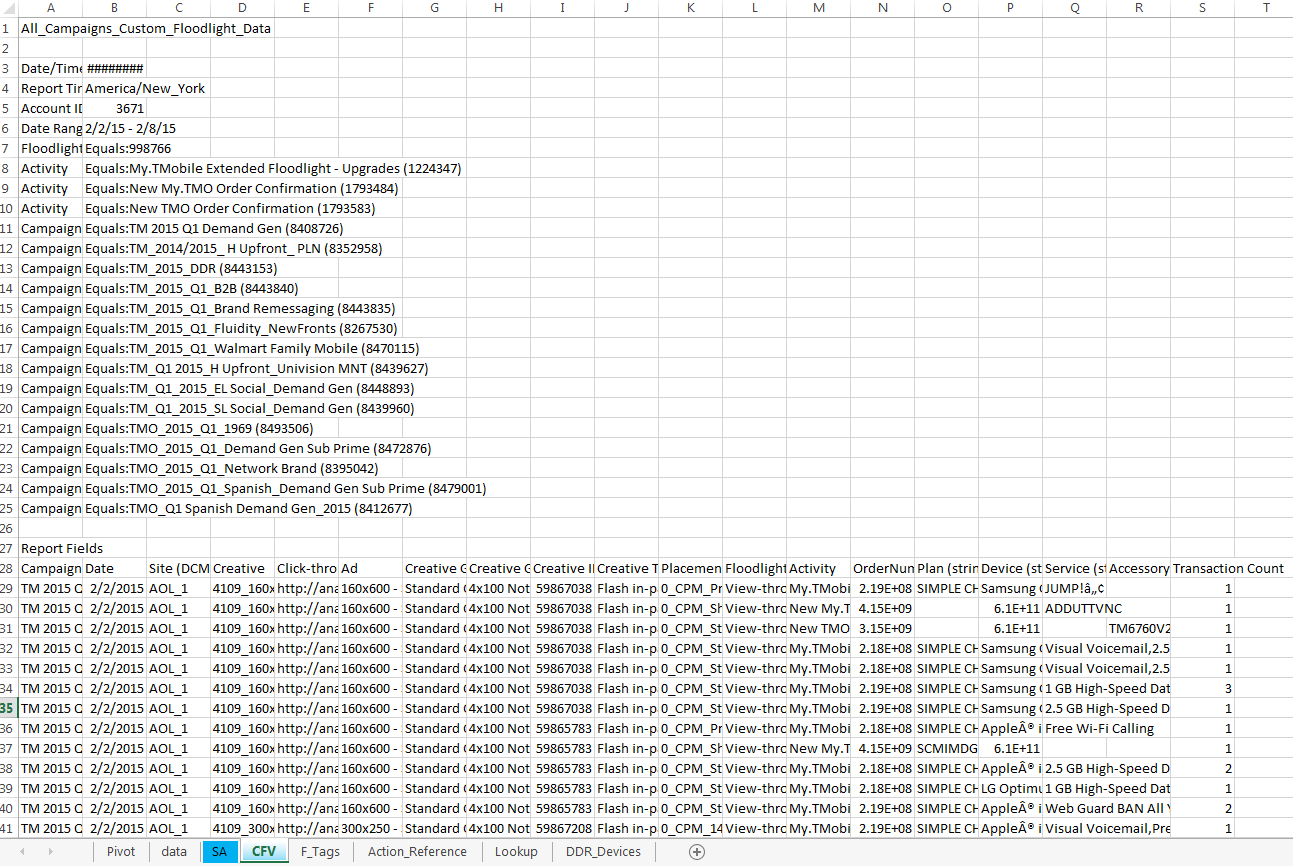 A B C D E F G H I J K L M N O P Q R S T
1 All_Campaigns_Custom_Floodlight_Data
2
3 Date/Time ########
4 Report Tir America/New_York
5 Account ID 3671
6 Date Rang 2/2/15 - 2/8/15
7 Floodlight Equals:998766
8 Activity Equals:My.TMobile Extended Floodlight - Upgrades (1224347)
9 Activity Equals:New My.TMO Order Confirmation (1793484)
10 Activity Equals:New TMO Order Confirmation (1793583)
11 Campaign Equals:TM 2015 Q1 Demand Gen (8408726)
12 Campaign Equals:TM_2014/2015_ H Upfront_ PLN (8352958)
13 Campaign Equals:TM_2015_DDR (8443153)
14 Campaign Equals:TM_2015_Q1_B2B (8443840)
15 Campaign Equals:TM_2015_Q1_Brand Remessaging (8443835)
16 Campaign Equals:TM_2015_Q1_Fluidity_NewFronts (8267530)
17 Campaign Equals:TM_2015_Q1_Walmart Family Mobile (8470115)
18 Campaign Equals:TM_Q1 2015_H Upfront_Univision MNT (8439627)
19 Campaign Equals:TM_Q1_2015_EL Social_Demand Gen (8448893)
20 Campaign Equals:TM_Q1_2015_SL Social_Demand Gen (8439960)
21 Campaign Equals:TMO_2015_Q1_1969 (8493506)
22 Campaign Equals:TMO_2015_Q1_Demand Gen Sub Prime (8472876)
23 Campaign Equals:TMO_2015_Q1_Network Brand (8395042)
24 Campaign Equals:TMO_2015_Q1_Spanish_Demand Gen Sub Prime (8479001)
25 Campaign Equals:TMO_Q1 Spanish Demand Gen_2015 (8412677)
26
27 Report Fields
28 Campaign Date Site (DCM Creative Click-thro Ad Creative G Creative G Creative ID Creative T Placemen Floodlight Activity OrderNum Plan (strin Device (st Service (st Accessory Transaction Count
29 TM 2015 Q 2/2/2015 AOL_1 4109_160x http://ana 160x600 - Standard 4x100 Not 59867038 Flash in-p 0_CPM_Pr View-thro My.TMobi 2.19E+08 SIMPLE CH Samsung JUMP!â„¢ 1
30 TM 2015 Q 2/2/2015 AOL_1 4109_160x http://ana 160x600 - Standard 4x100 Not 59867038 Flash in-p 0_CPM_Sh View-thro New My.T 4.15E+09 6.1E+11 ADDUTTVNC 1
31 TM 2015 Q 2/2/2015 AOL_1 4109_160x http://ana 160x600 - Standard 4x100 Not 59867038 Flash in-p 0_CPM_St View-thro New TMO 3.15E+09 6.1E+11 TM6760V2 1
32 TM 2015 Q 2/2/2015 AOL_1 4109_160x http://ana 160x600 - Standard 4x100 Not 59867038 Flash in-p 0_CPM_St View-thro My.TMobi 2.18E+08 SIMPLE CH Samsung Visual Voicemail,2.5 1
33 TM 2015 Q 2/2/2015 AOL_1 4109_160x http://ana 160x600 - Standard 4x100 Not 59867038 Flash in-p 0_CPM_St View-thro My.TMobi 2.18E+08 SIMPLE CH Samsung Visual Voicemail,2.5 1
34 TM 2015 Q 2/2/2015 AOL_1 4109_160x http://ana 160x600 - Standard 4x100 Not 59867038 Flash in-p 0_CPM_St View-thro My.TMobi 2.19E+08 SIMPLE CH Samsung 1 GB High-Speed Dat 3
35 TM 2015 Q 2/2/2015 AOL_1 4109_160x http://ana 160x600 - Standard 4x100 Not 59867038 Flash in-p 0_CPM_St View-thro My.TMobi 2.19E+08 SIMPLE CH Samsung 2.5 GB High-Speed D 1
36 TM 2015 Q 2/2/2015 AOL_1 4109_160x http://ana 160x600 - Standard 4x100 Not 59865783 Flash in-p 0_CPM_Pr View-thro My.TMobi 2.18E+08 SIMPLE CH AppleÂ® i Free Wi-Fi Calling 1
37 TM 2015 Q 2/2/2015 AOL_1 4109_160x http://ana 160x600 - Standard 4x100 Not 59865783 Flash in-p 0_CPM_Sh View-thro New My.T 4.15E+09 SCMIMDG 6.1E+11 1
38 TM 2015 Q 2/2/2015 AOL_1 4109_160x http://ana 160x600 - Standard 4x100 Not 59865783 Flash in-p 0_CPM_St View-thro My.TMobi 2.18E+08 SIMPLE CH AppleÂ® i 2.5 GB High-Speed D 2
39 TM 2015 Q 2/2/2015 AOL_1 4109_160x http://ana 160x600 - Standard 4x100 Not 59865783 Flash in-p 0_CPM_St View-thro My.TMobi 2.18E+08 SIMPLE CH LG Optimu 1 GB High-Speed Dat 1
40 TM 2015 Q 2/2/2015 AOL_1 4109_160x http://ana 160x600 - Standard 4x100 Not 59865783 Flash in-p 0_CPM_St View-thro My.TMobi 2.19E+08 SIMPLE CH AppleÂ® i Web Guard BAN All Y 2
41 TM 2015 Q 2/2/2015 AOL_1 4109_300x http://ana 300x250 - Standard 4x100 Not 59867208 Flash in-p 0_CPM_14 View-thro My.TMobi 2.19E+08 SIMPLE CH AppleÂ® i Visual Voicemail,Pre 1
Pivot data SA CFV F_Tags Action_Reference Lookup DDR_Devices